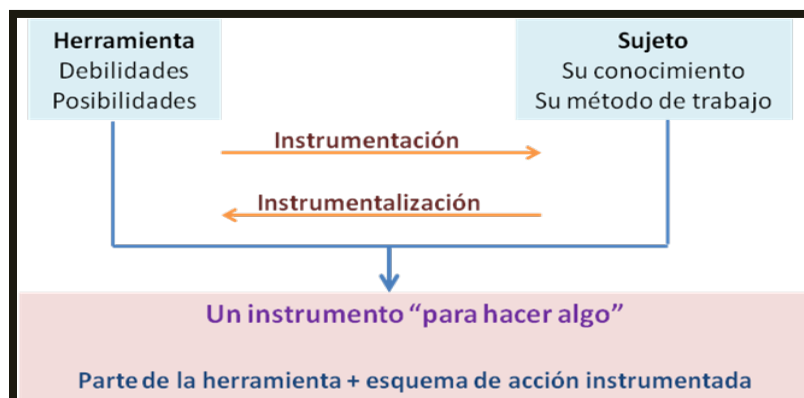 Herramienta
Debilidades
Posibilidades
Sujeto
Su conocimiento
Su método de trabajo
Instrumentación
Instrumentalización
Un instrumento “para hacer algo”
Parte de la herramienta + esquema de acción instrumentada